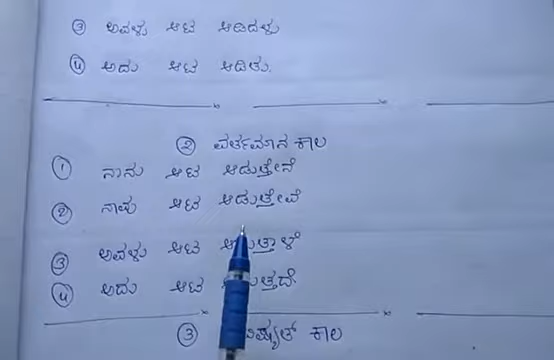 ③ ಅವಳು ಆಟ ಆಡಿದಳು
④ ಅದು ಆಟ ಆಡಿತು.
② ವರ್ತಮಾನ ಕಾಲ
① ನಾನು ಆಟ ಆಡುತ್ತೇನೆ
② ನಾವು ಆಟ ಆಡುತ್ತೇವೆ
③ ಅವಳು ಆಟ
④ ಅದು ಆಟ
③ ಕಾಲ